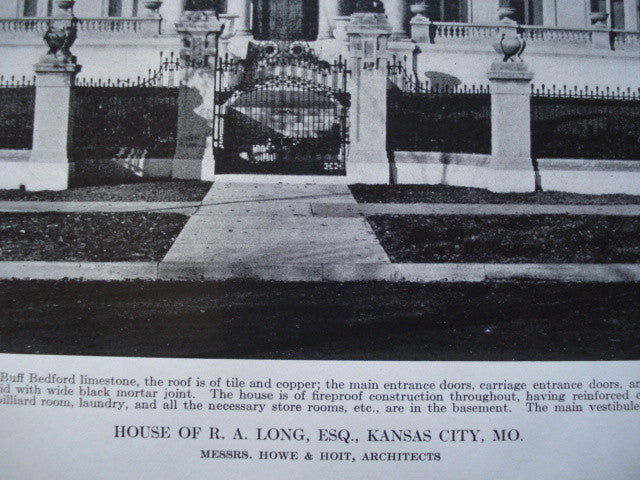 Buff Bedford limestone, the roof is of tile and copper; the main entrance doors, carriage entrance doors, an
id with wide black mortar joint. The house is of fireproof construction throughout, having reinforced c
billiard room, laundry, and all the necessary store rooms, etc., are in the basement. The main vestibule
HOUSE OF R. A. LONG, ESQ., KANSAS CITY, MO.
MESSRS. HOWE & HOIT, ARCHITECTS